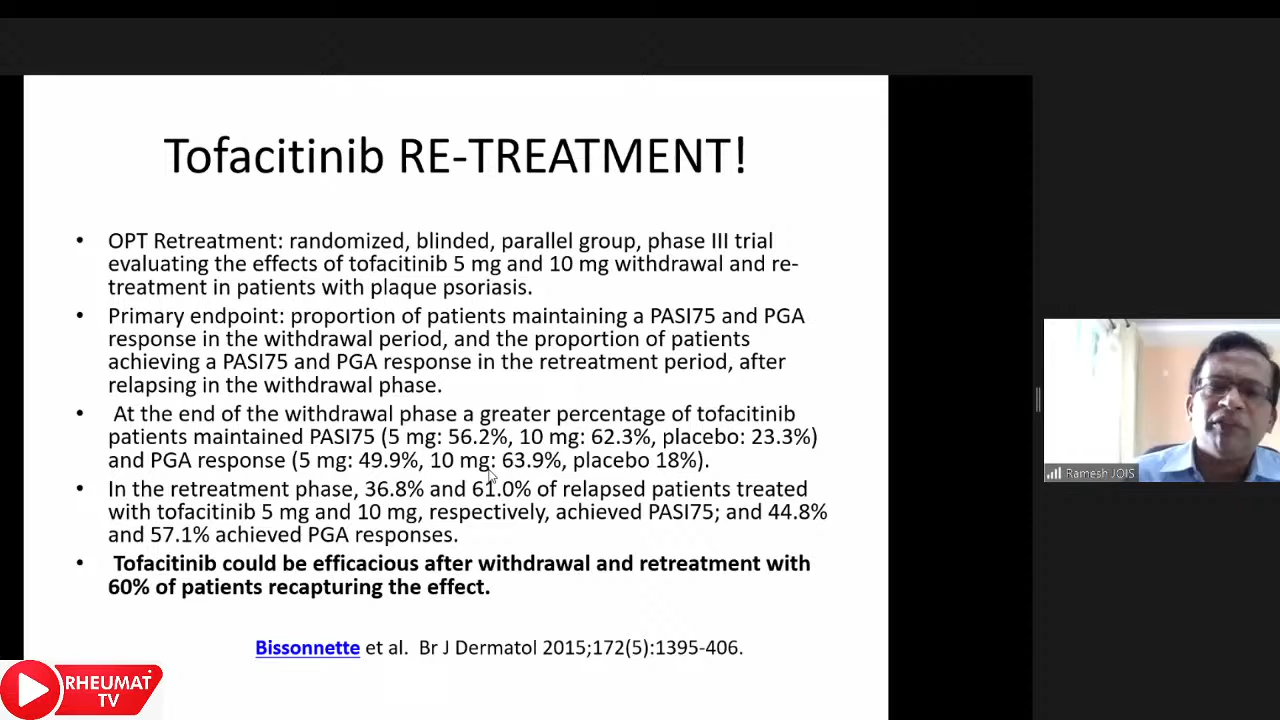 Tofacitinib RE-TREATMENT!
• OPT Retreatment: randomized, blinded, parallel group, phase III trial
evaluating the effects of tofacitinib 5 mg and 10 mg withdrawal and re-
treatment in patients with plaque psoriasis.
• Primary endpoint: proportion of patients maintaining a PASI75 and PGA
response in the withdrawal period, and the proportion of patients
achieving a PASI75 and PGA response in the retreatment period, after
relapsing in the withdrawal phase.
• At the end of the withdrawal phase a greater percentage of tofacitinib
patients maintained PASI75 (5 mg: 56.2%, 10 mg: 62.3%, placebo: 23.3%)
and PGA response (5 mg: 49.9%, 10 mg: 63.9%, placebo 18%).
• In the retreatment phase, 36.8% and 61.0% of relapsed patients treated
with tofacitinib 5 mg and 10 mg, respectively, achieved PASI75; and 44.8%
and 57.1% achieved PGA responses.
• Tofacitinib could be efficacious after withdrawal and retreatment with
60% of patients recapturing the effect.
Bissonnette et al. Br J Dermatol 2015;172(5):1395-406.
Ramesh JOIS
RHEUMAT
TV